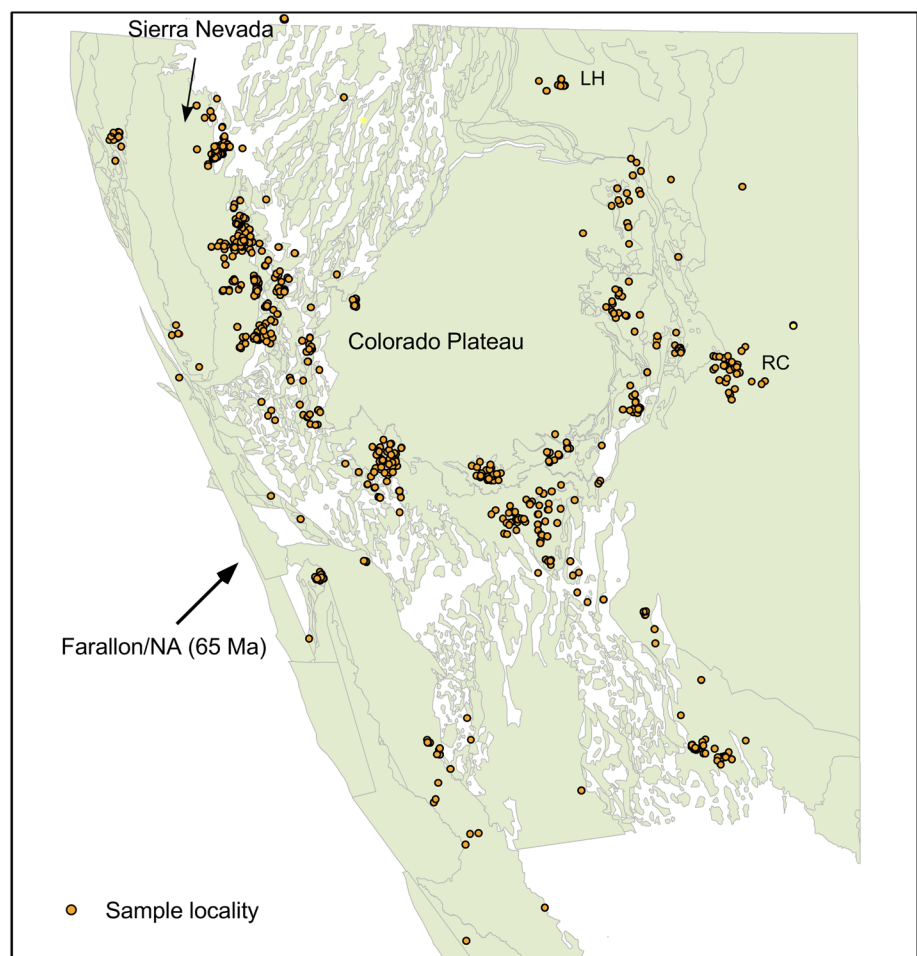 Sierra Nevada
LH
Colorado Plateau
RC
Farallon/NA (65 Ma)
Sample locality